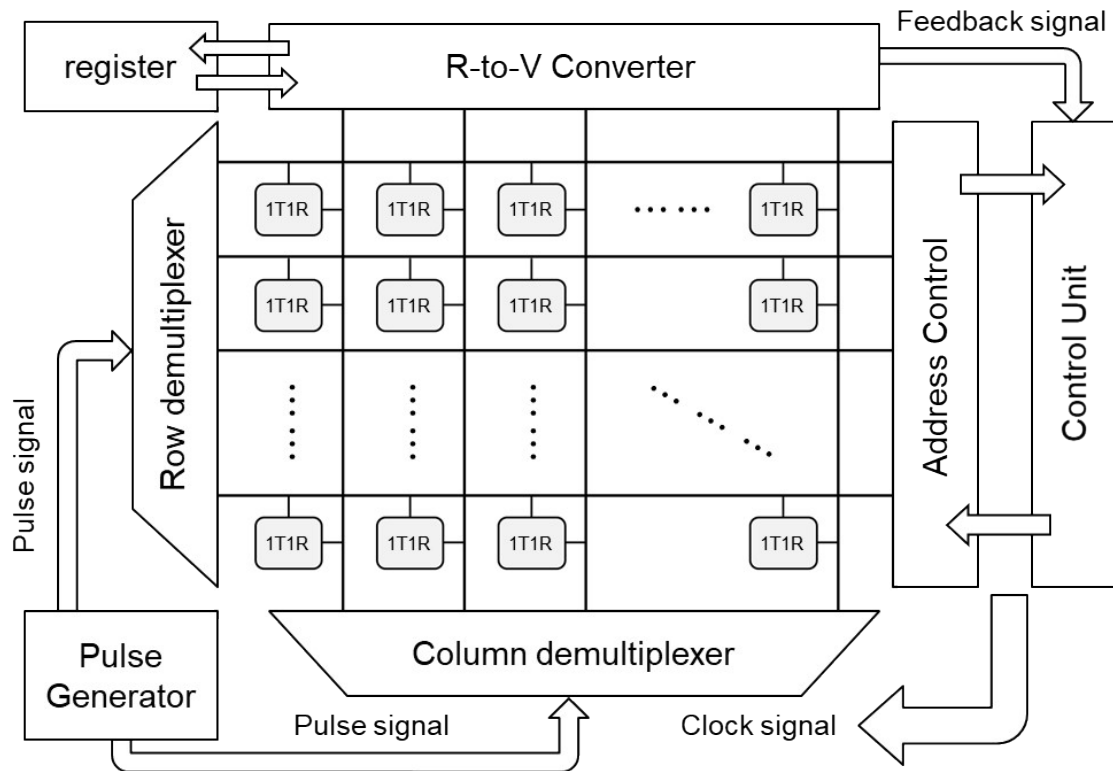 Feedback signal
register
R-to-V Converter
1T1R 1T1R 1T1R ... ... 1T1R
1T1R 1T1R 1T1R 1T1R
1T1R 1T1R 1T1R 1T1R
Row demultiplexer
Address Control
Control Unit
Pulse signal
Pulse
Generator
Column demultiplexer
Pulse signal
Clock signal